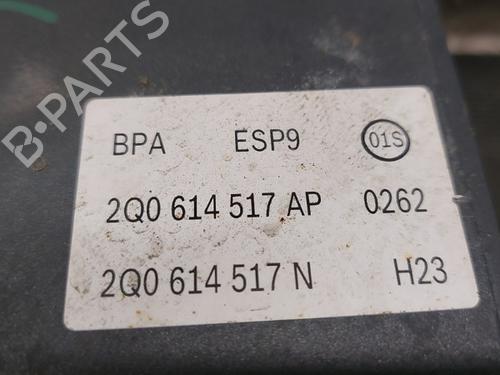 B-PARTS
BPA ESP9 01S
2Q0 614 517 AP 0262
2Q0 614 517 N H23